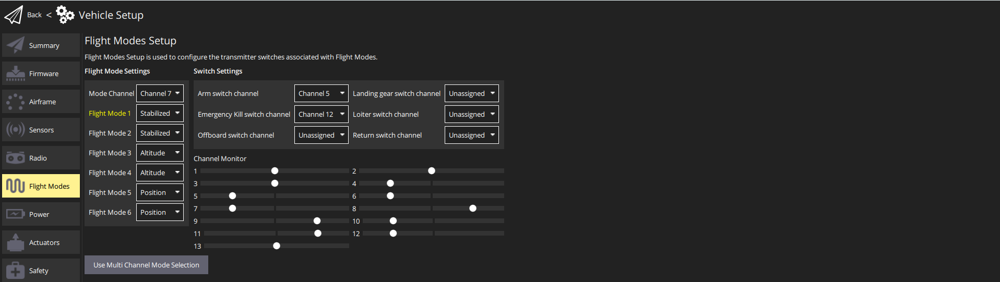 Back < Vehicle Setup
Summary
Firmware
Airframe
Sensors
Radio
Flight Modes
Power
Actuators
Safety
Flight Modes Setup
Flight Modes Setup is used to configure the transmitter switches associated with Flight Modes.
Flight Mode Settings
Mode Channel Channel 7
Flight Mode 1 Stabilized
Flight Mode 2 Stabilized
Flight Mode 3 Altitude
Flight Mode 4 Altitude
Flight Mode 5 Position
Flight Mode 6 Position
Switch Settings
Arm switch channel Channel 5 Landing gear switch channel Unassigned
Emergency Kill switch channel Channel 12 Loiter switch channel Unassigned
Offboard switch channel Unassigned Return switch channel Unassigned
Channel Monitor
1 2
3 4
5 6
7 8
9 10
11 12
13
Use Multi Channel Mode Selection